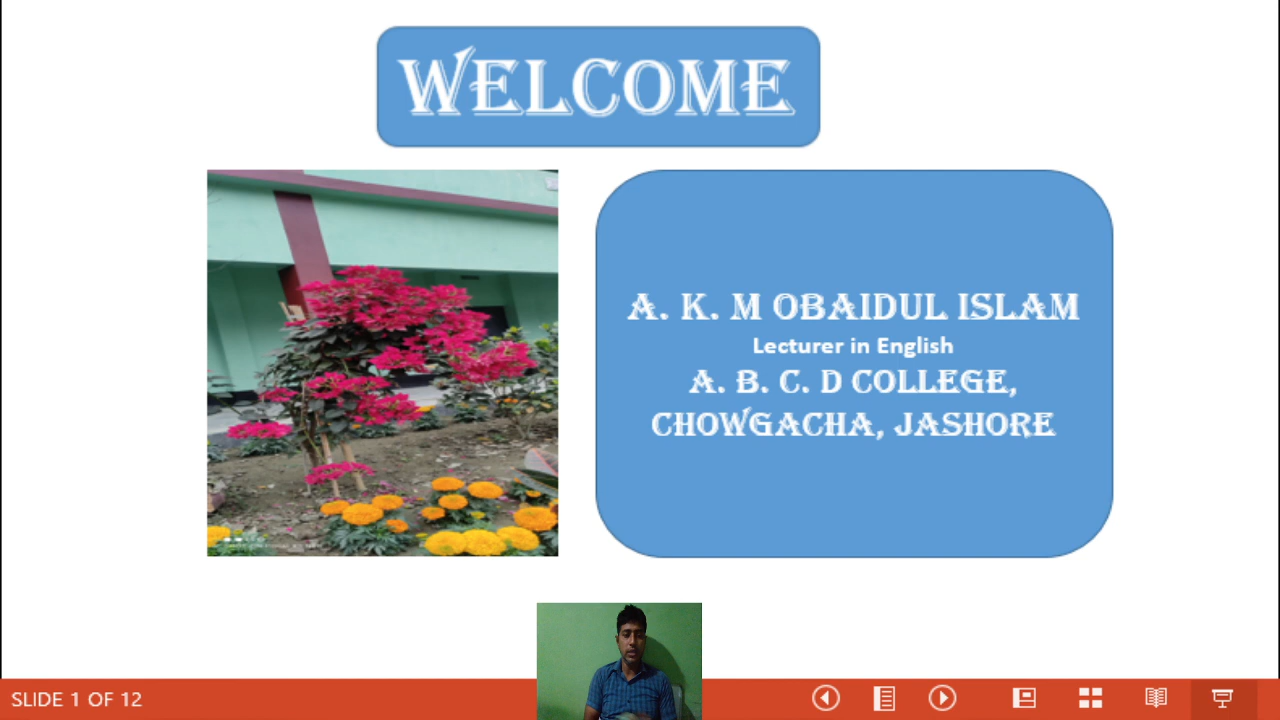 WELCOME
A. K. M OBAIDUL ISLAM
Lecturer in English
A. B. C. D COLLEGE,
CHOWGACHA, JASHORE
SLIDE 1 OF 12